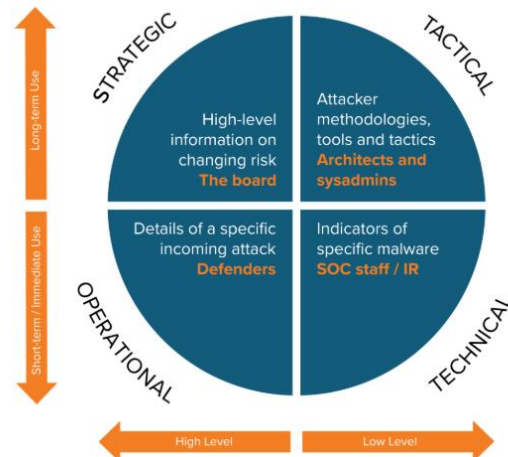 STRATEGIC
TACTICAL
Long-term Use
High-level
information on
changing risk
The board
Attacker
methodologies,
tools and tactics
Architects and
sysadmins
Short-term / Immediate Use
Details of a specific
incoming attack
Defenders
Indicators of
specific malware
SOC staff / IR
OPERATIONAL
TECHNICAL
High Level
Low Level